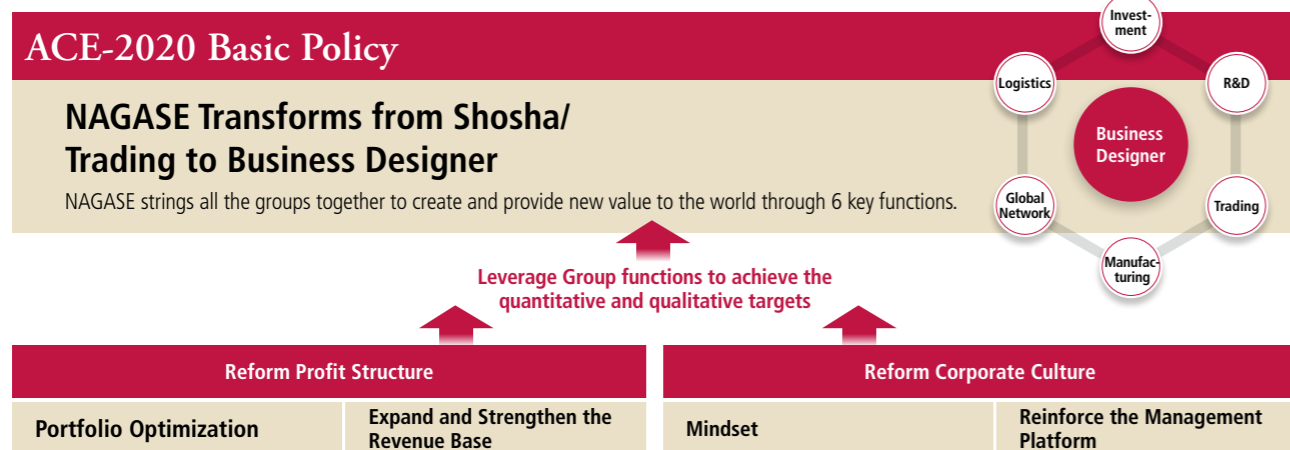 ACE-2020 Basic Policy
NAGASE Transforms from Shosha/
Trading to Business Designer
NAGASE strings all the groups together to create and provide new value to the world through 6 key functions.
Invest-
ment
Logistics
R&D
Business
Designer
Global
Network
Trading
Manufac-
turing
Leverage Group functions to achieve the
quantitative and qualitative targets
Reform Profit Structure
Reform Corporate Culture
Portfolio Optimization
Expand and Strengthen the
Revenue Base
Mindset
Reinforce the Management
Platform